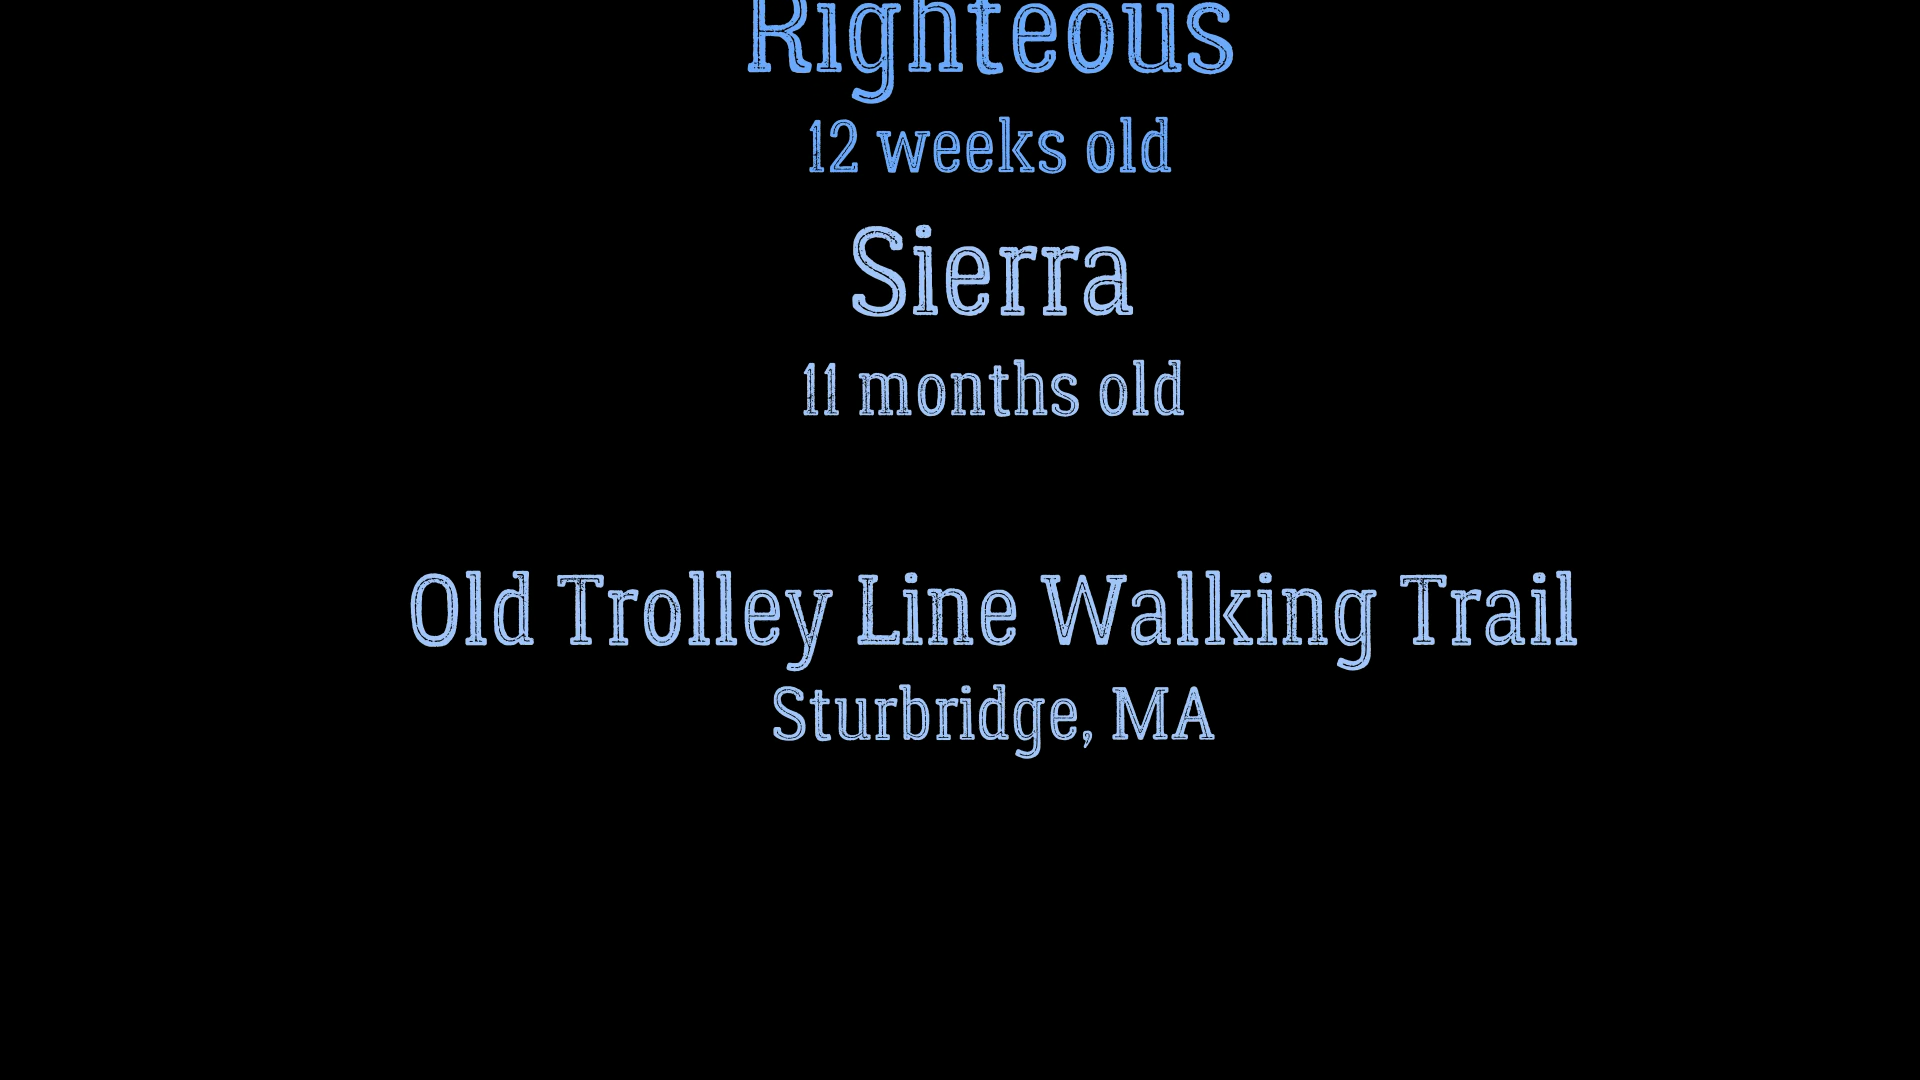 Righteous
12 weeks old
Sierra
11 months old
Old Trolley Line Walking Trail
Sturbridge, MA